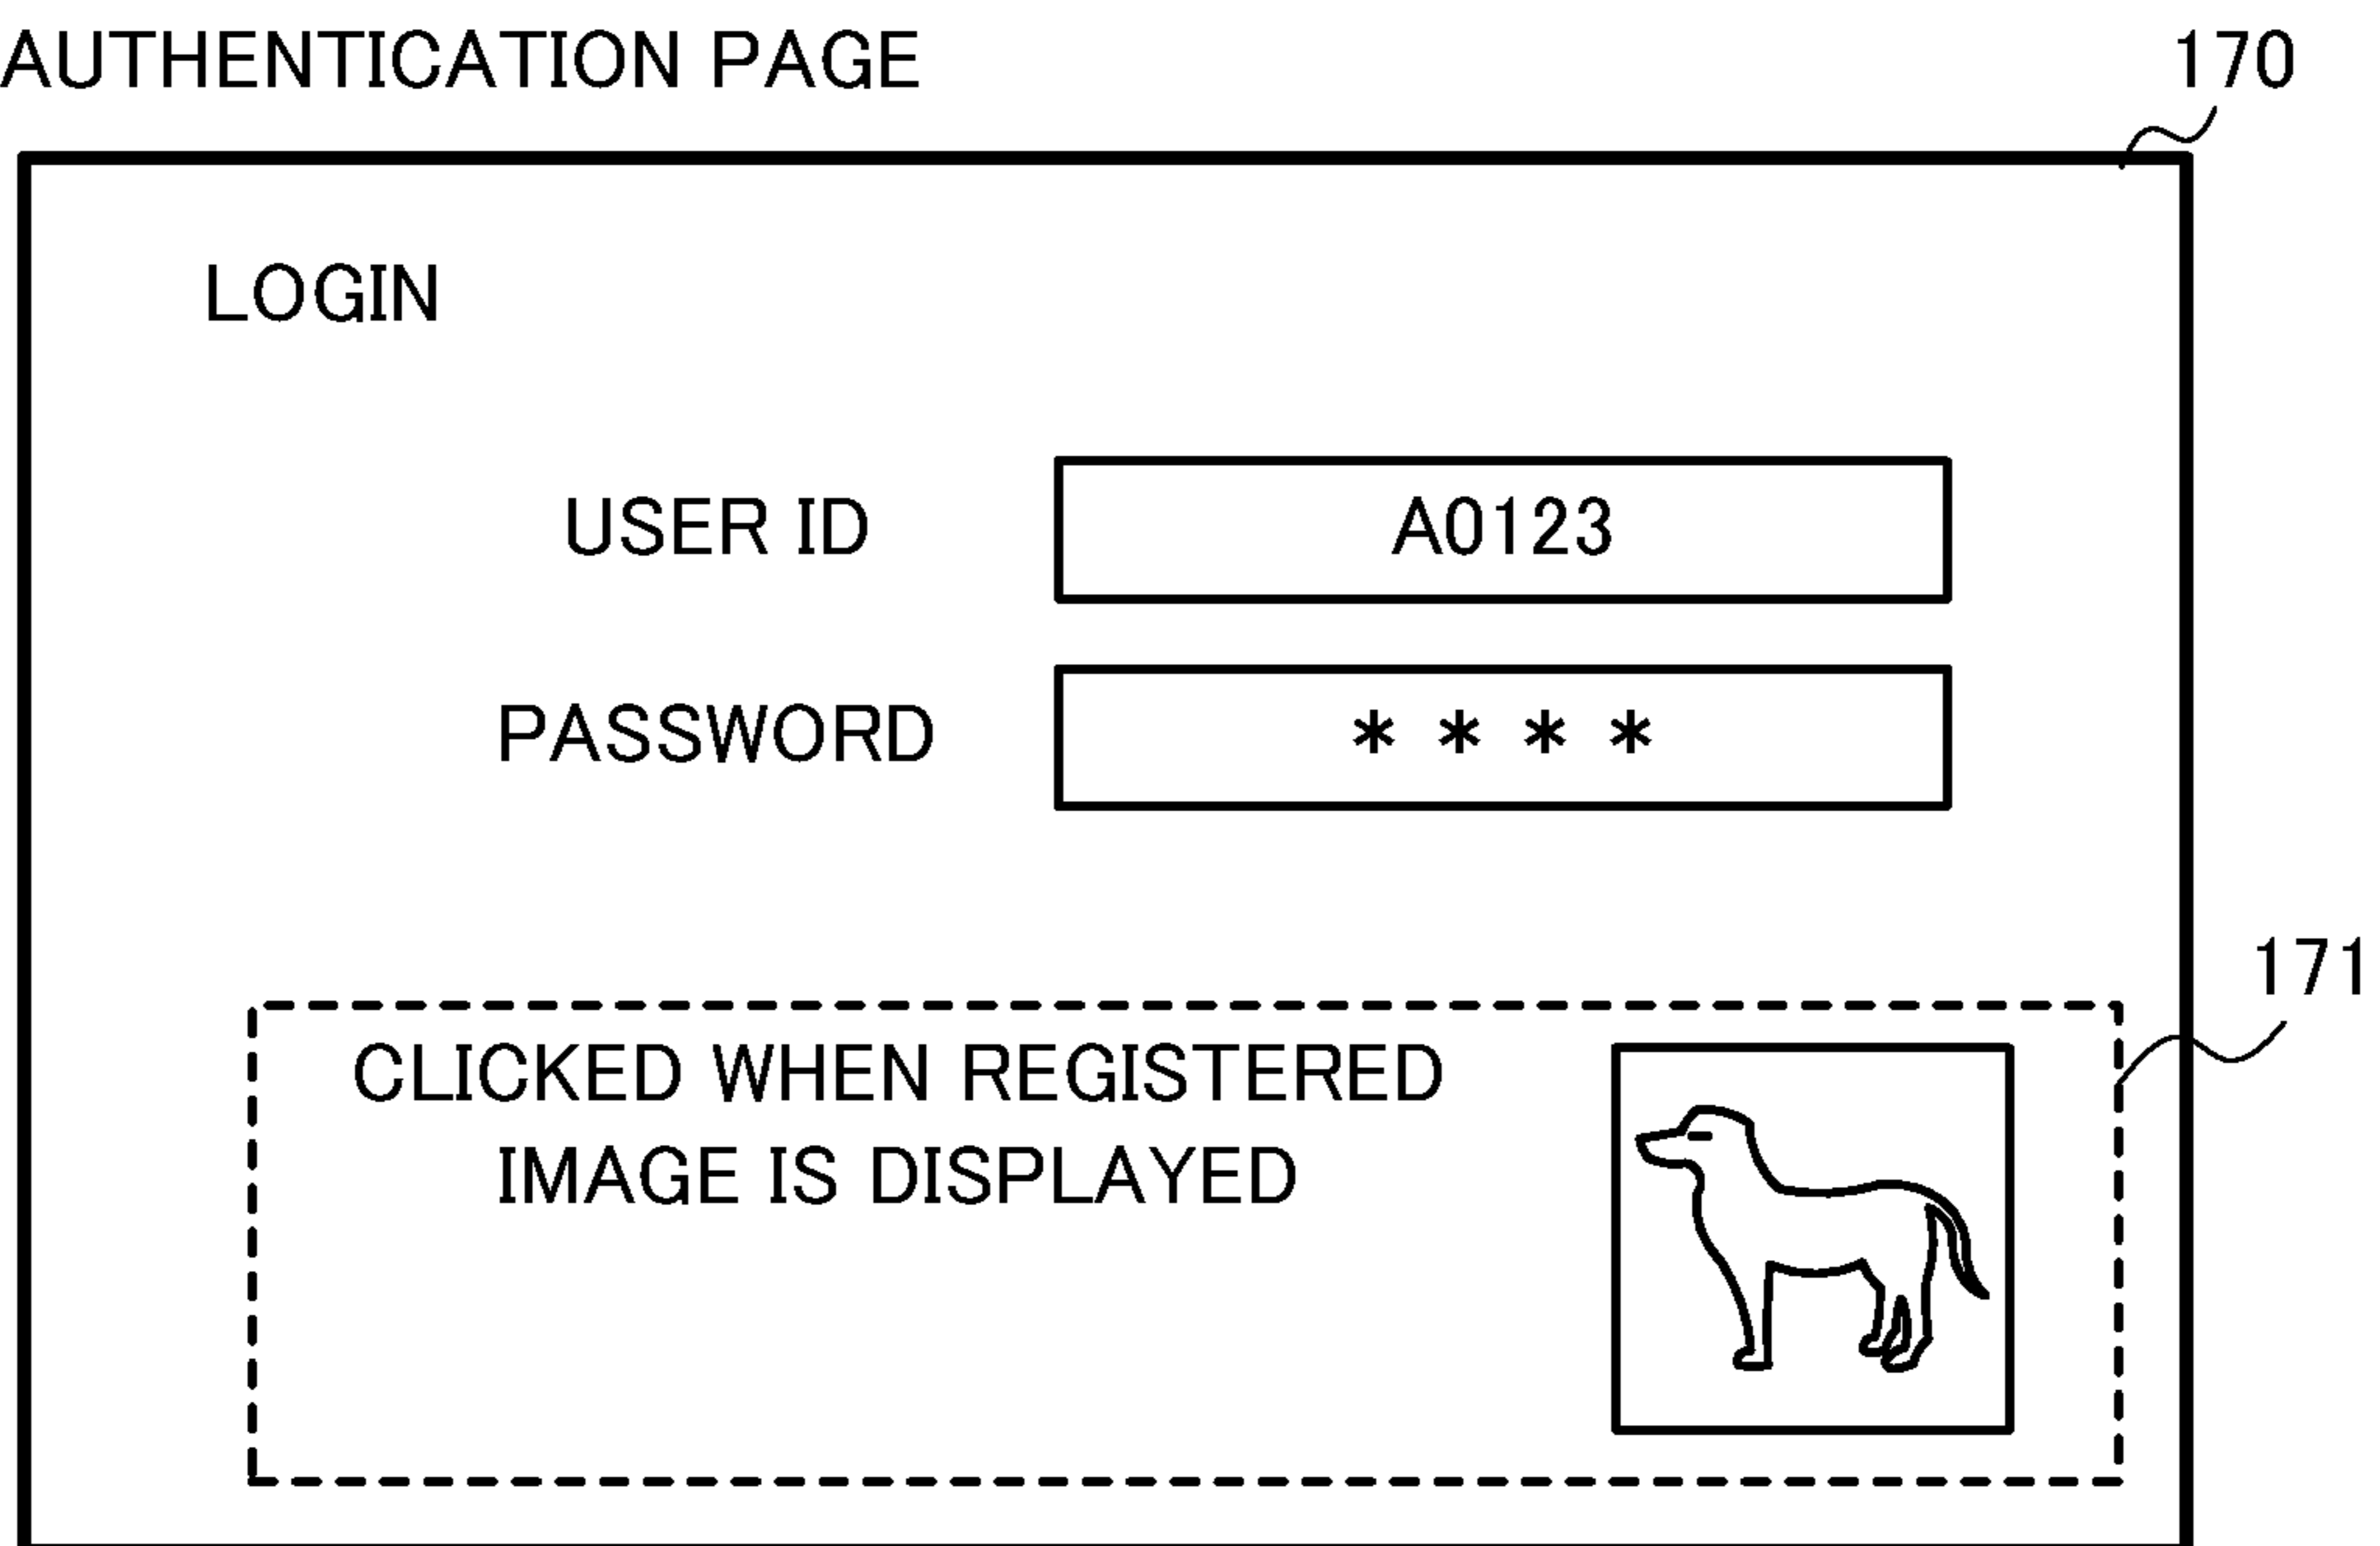 AUTHENTICATION PAGE
170
LOGIN
USER ID
A0123
PASSWORD
* * * *
171
CLICKED WHEN REGISTERED
IMAGE IS DISPLAYED